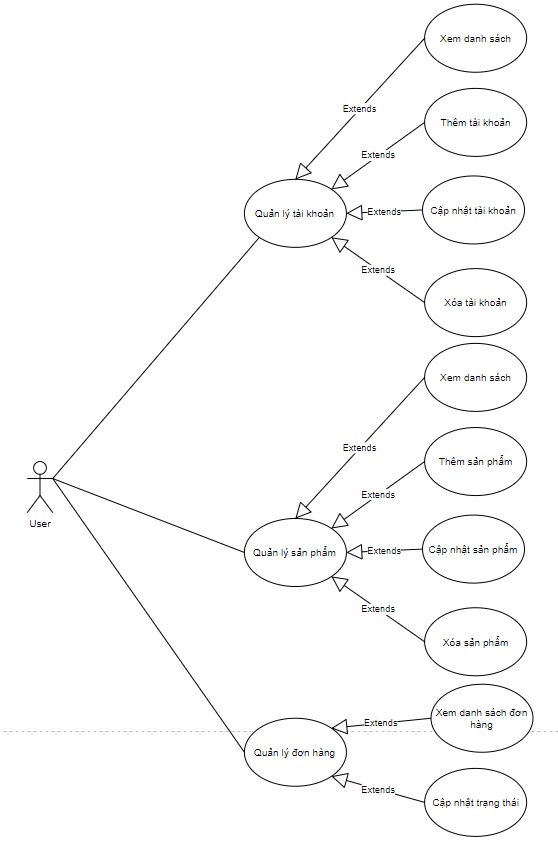 Xem danh sách
Extends
Thêm tài khoản
Extends
Quản lý tài khoản
Extends
Cập nhật tài khoản
Extends
Xóa tài khoản
Xem danh sách
Extends
Thêm sản phẩm
Extends
User
Quản lý sản phẩm
Extends
Cập nhật sản phẩm
Extends
Xóa sản phẩm
Xem danh sách đơn
hàng
Extends
Quản lý đơn hàng
Extends
Cập nhật trạng thái